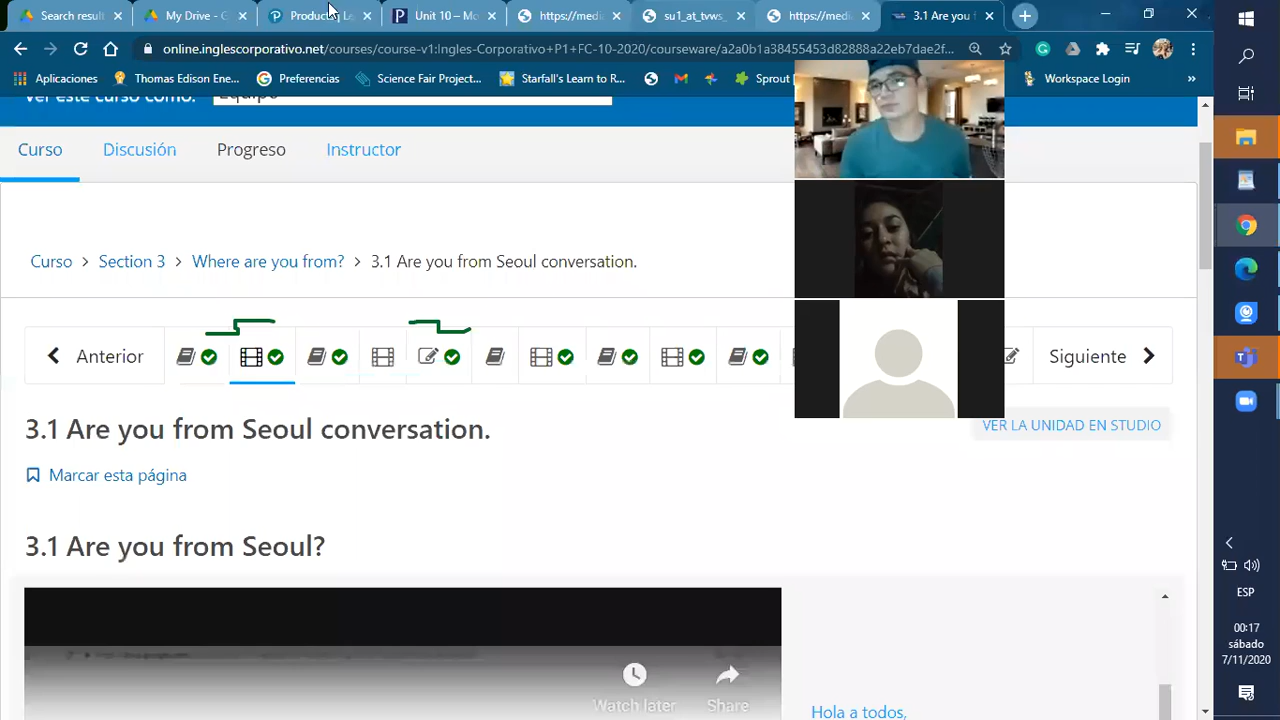 Search result
My Drive - G
Product
Unit 10 – Mo
https://medi
su1_at_tvws_
https://medi
3.1 Are you f
online.inglescorporativo.net/courses/course-v1:Ingles-Corporativo+P1+FC-10-2020/courseware/a2a0b1a38455453d82888a22eb7dae2f...
Aplicaciones
Thomas Edison Ene...
Preferencias
Science Fair Project...
Starfall's Learn to R...
Sprout
Workspace Login
»
Ver este curso como:
Equipo
Curso
Discusión
Progreso
Instructor
Curso > Section 3 > Where are you from? > 3.1 Are you from Seoul conversation.
Anterior
Siguiente
3.1 Are you from Seoul conversation.
VER LA UNIDAD EN STUDIO
Marcar esta página
3.1 Are you from Seoul?
Watch later
Share
Hola a todos,
ESP
00:17
sábado
7/11/2020